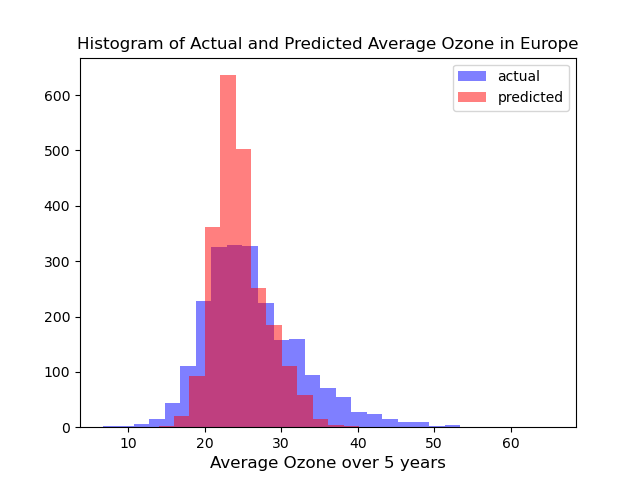 Histogram of Actual and Predicted Average Ozone in Europe
actual
predicted
600
500
400
300
200
100
0
10 20 30 40 50 60
Average Ozone over 5 years